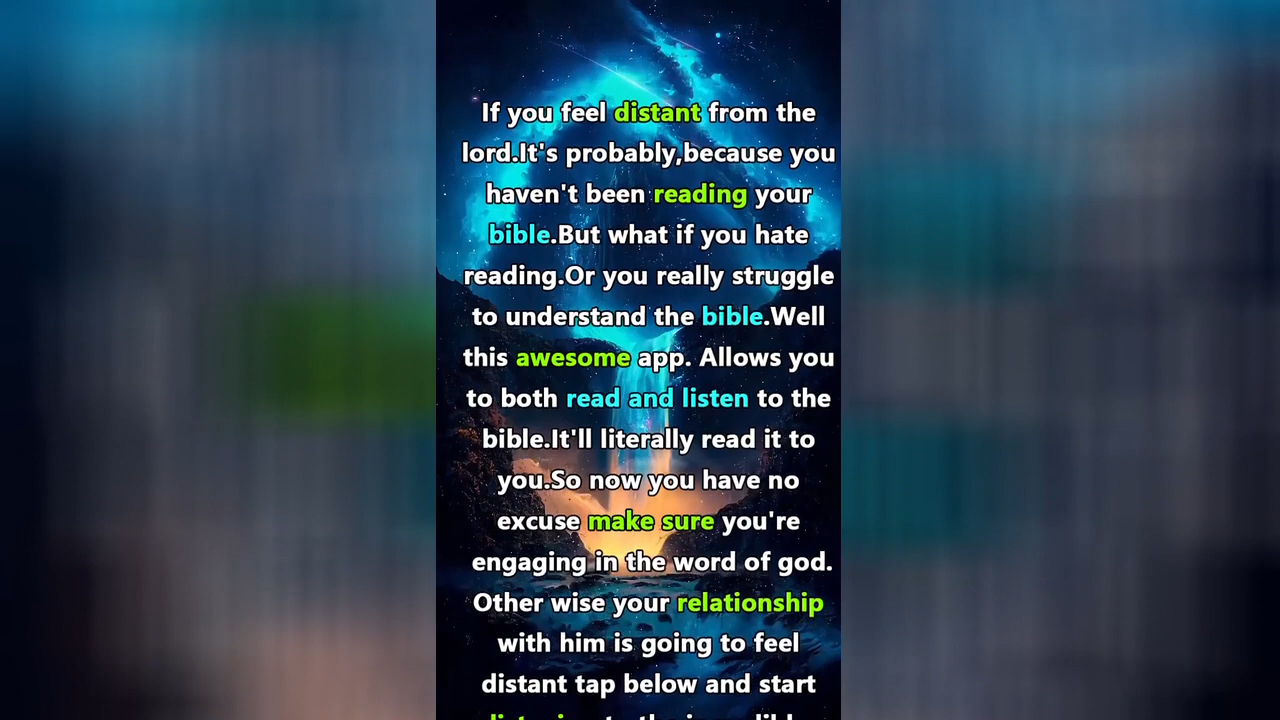 If you feel distant from the
lord.It's probably,because you
haven't been reading your
bible.But what if you hate
reading.Or you really struggle
to understand the bible.Well
this awesome app. Allows you
to both read and listen to the
bible.It'll literally read it to
you.So now you have no
excuse make sure you're
engaging in the word of god.
Other wise your relationship
with him is going to feel
distant tap below and start